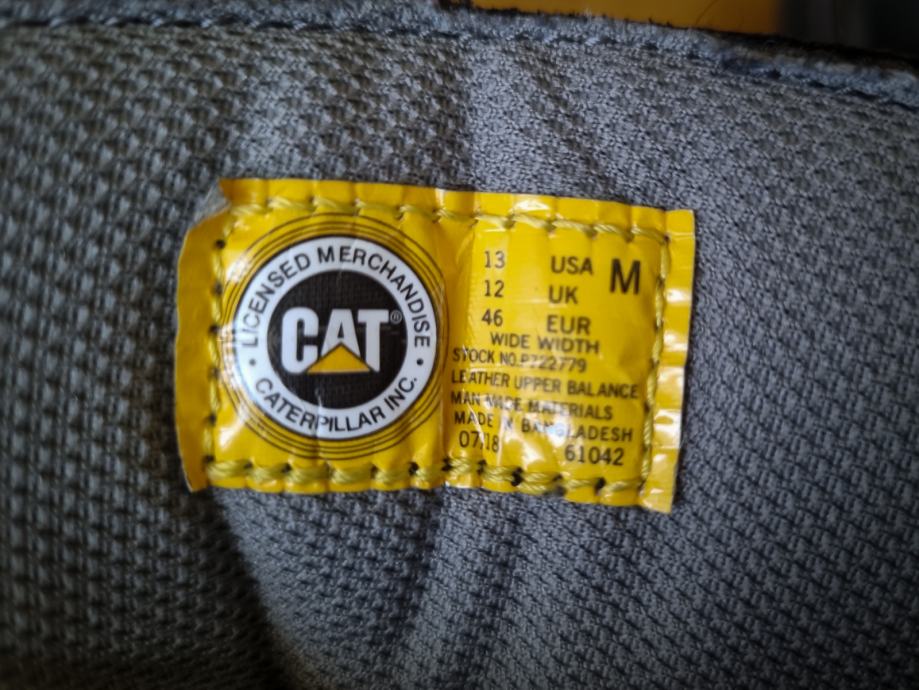 LICENSED MERCHANDISE
CAT®
• CATERPILLAR INC. •
13 USA M
12 UK
46 EUR
WIDE WIDTH
STOCK NO.P722779
LEATHER UPPER BALANCE
MAN MADE MATERIALS
MADE IN BANGLADESH
07/18 61042